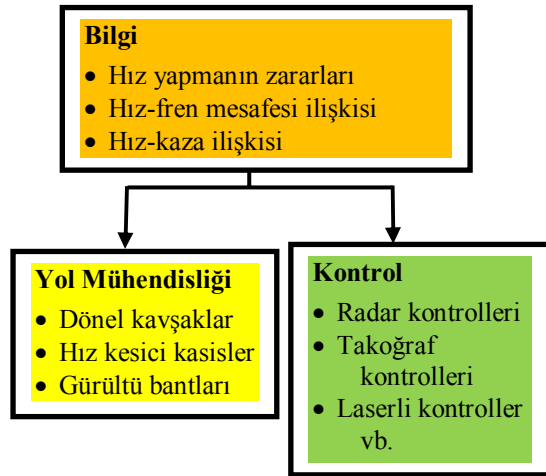 Bilgi
• Hız yapmanın zararları
• Hız-fren mesafesi ilişkisi
• Hız-kaza ilişkisi
Yol Mühendisliği
• Dönel kavşaklar
• Hız kesici kasisler
• Gürültü bantları
Kontrol
• Radar kontrolleri
• Takoğraf
kontrolleri
• Laserli kontroller
vb.